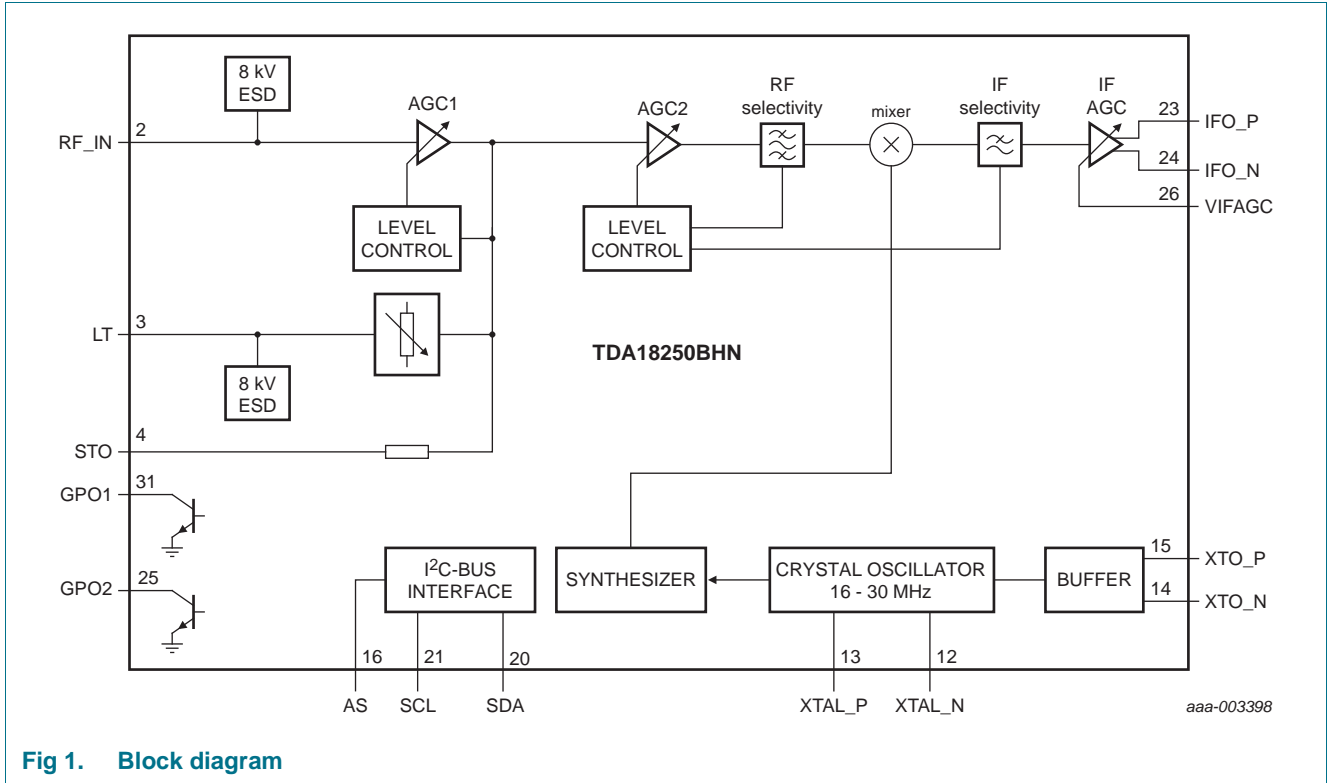 8 kV
ESD
AGC1
AGC2
RF
selectivity
mixer
IF
selectivity
IF
AGC
RF_IN
2
23
IFO_P
24
IFO_N
26
VIFAGC
LEVEL
CONTROL
LEVEL
CONTROL
LT
3
8 kV
ESD
TDA18250BHN
STO
4
GPO1
31
GPO2
25
I²C-BUS
INTERFACE
SYNTHESIZER
CRYSTAL OSCILLATOR
16 - 30 MHz
BUFFER
15
XTO_P
14
XTO_N
16
21
20
13
12
AS
SCL
SDA
XTAL_P
XTAL_N
aaa-003398
Fig 1. Block diagram